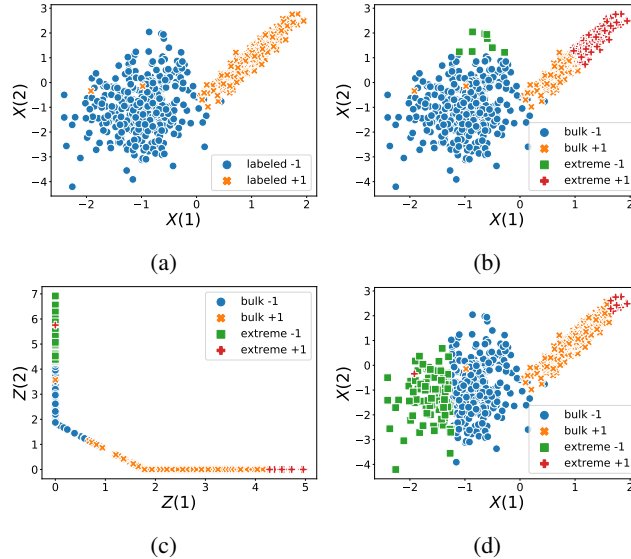 3
2
1
0
−1
−2
−3
−4
X(2)
−2 −1 0 1 2
X(1)
labeled -1
labeled +1
(a)
3
2
1
0
−1
−2
−3
−4
X(2)
−2 −1 0 1 2
X(1)
bulk -1
bulk +1
extreme -1
extreme +1
(b)
7
6
5
4
3
2
1
0
Z(2)
0 1 2 3 4 5
Z(1)
bulk -1
bulk +1
extreme -1
extreme +1
(c)
3
2
1
0
−1
−2
−3
−4
X(2)
−2 −1 0 1 2
X(1)
bulk -1
bulk +1
extreme -1
extreme +1
(d)